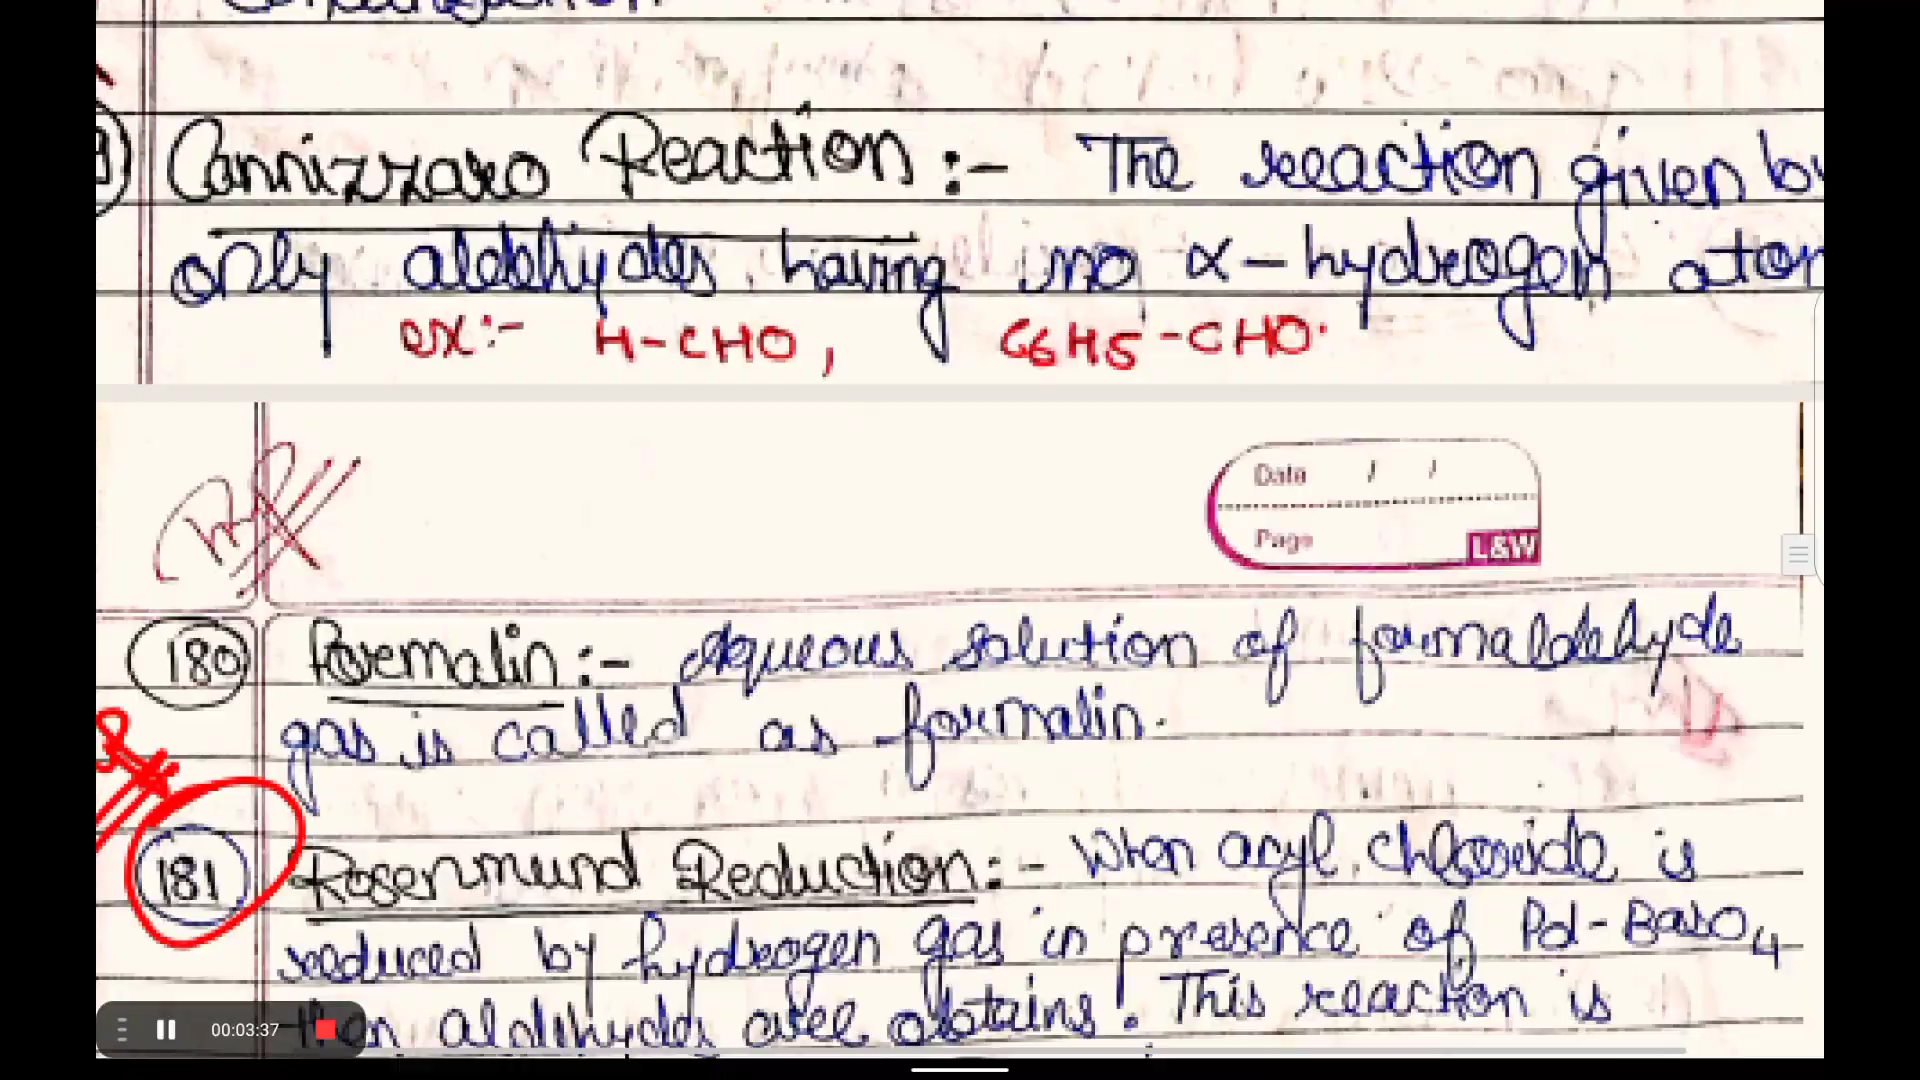 Cannizzaro Reaction :- The reaction given by
only aldehydes having no α-hydrogen atom
ex:- H-CHO, C6H5-CHO.
Date / /
Page
L&W
180 Formalin :- Aqueous solution of formaldehyde
gas is called as formalin.
181 Rosenmund Reduction :- When acyl chloride is
reduced by hydrogen gas in presence of Pd-BaSO4
then aldehydes are obtains. This reaction is
00:03:37